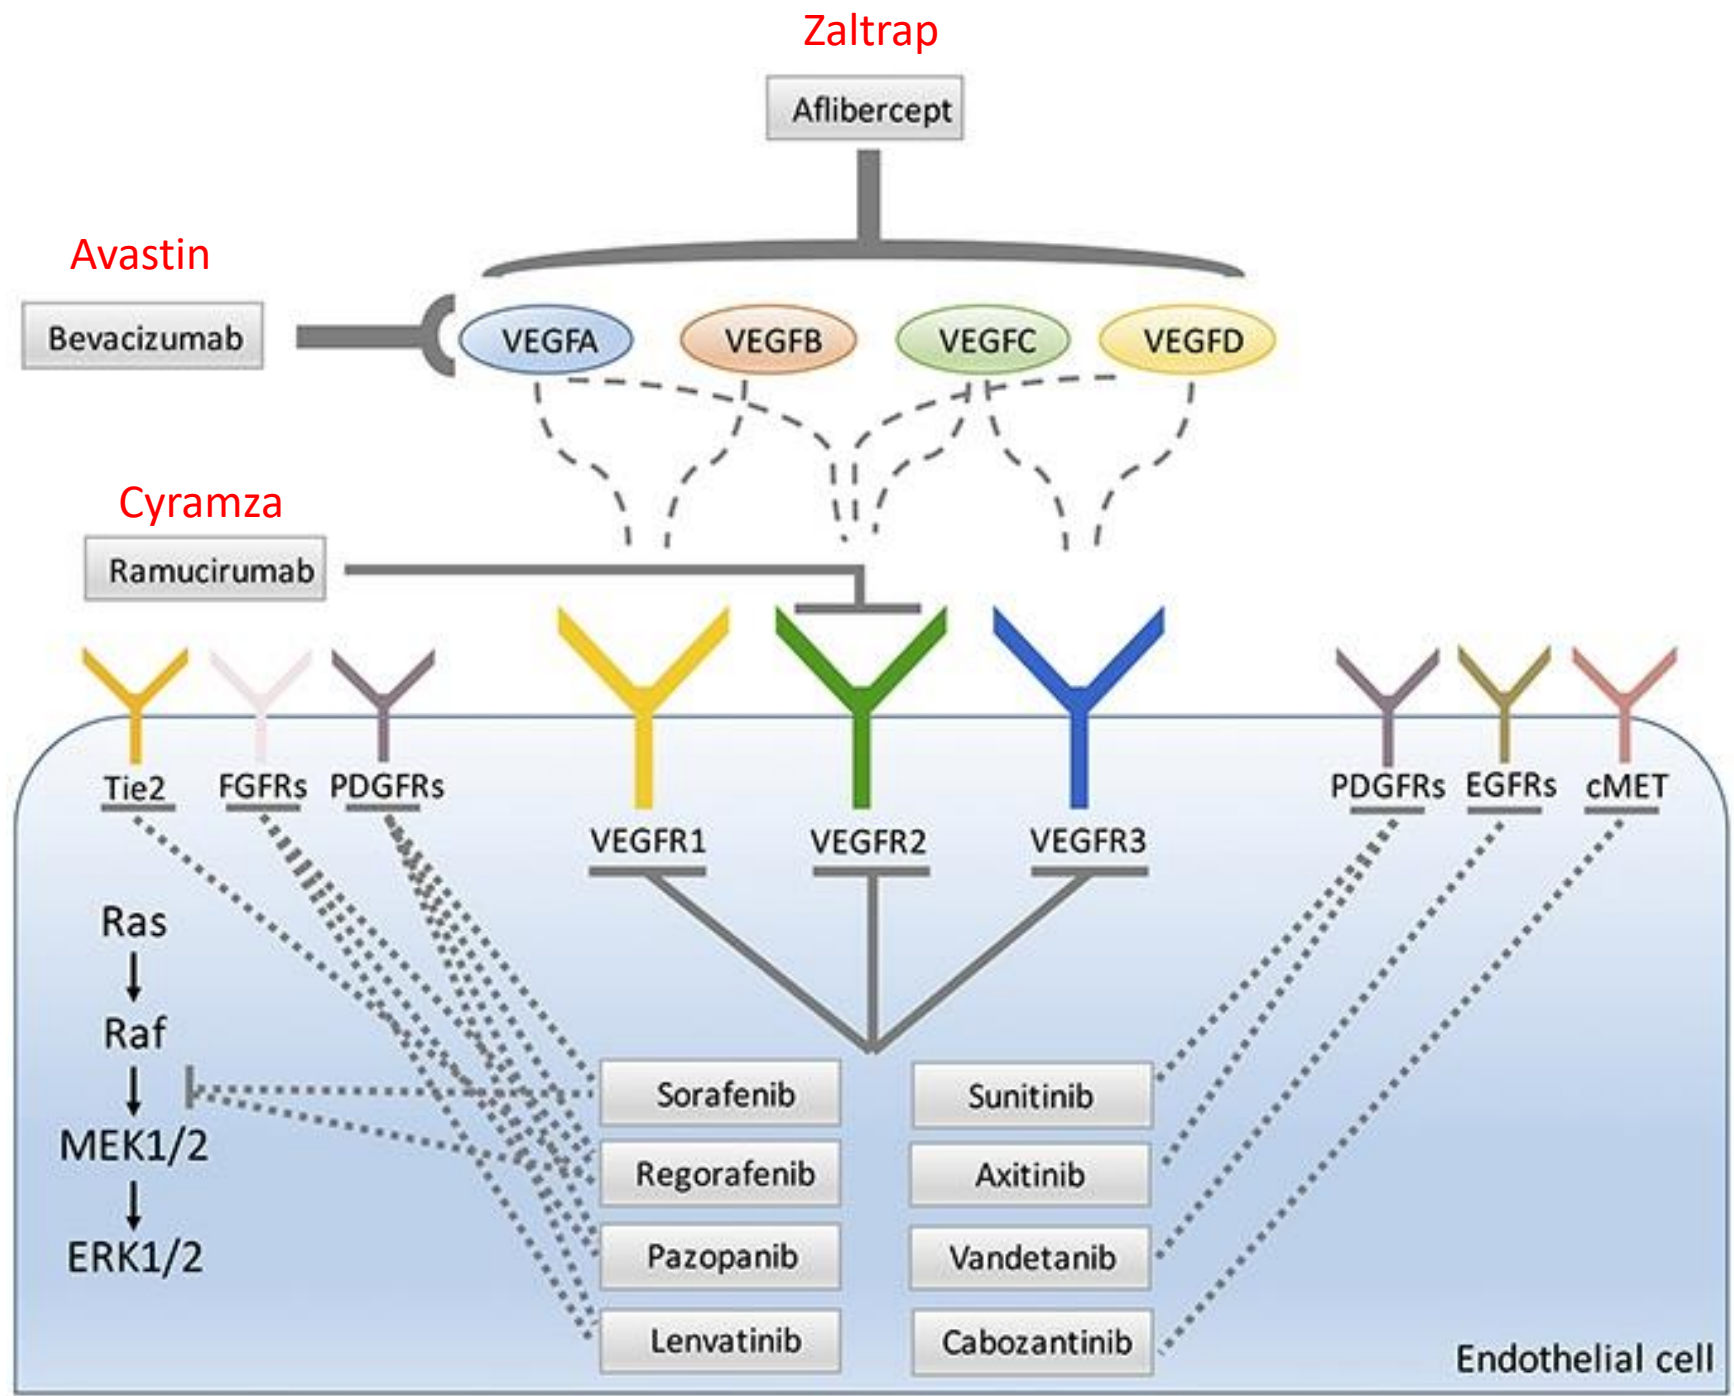 Zaltrap
Aflibercept
Avastin
Bevacizumab
VEGFA
VEGFB
VEGFC
VEGFD
Cyramza
Ramucirumab
Tie2
FGFRs
PDGFRs
VEGFR1
VEGFR2
VEGFR3
PDGFRs
EGFRs
cMET
Ras
Raf
MEK1/2
ERK1/2
Sorafenib
Sunitinib
Regorafenib
Axitinib
Pazopanib
Vandetanib
Lenvatinib
Cabozantinib
Endothelial cell